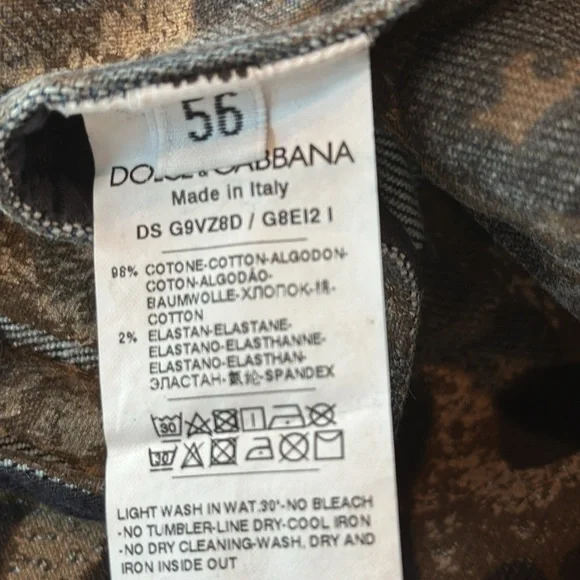 56
DOLCE & GABBANA
Made in Italy
DS G9VZ8D / G8EI2 I
98% COTONE-COTTON-ALGODON-
COTON-ALGODÃO-
BAUMWOLLE-ХЛОПОК-棉-
COTTON
2% ELASTAN-ELASTANE-
ELASTANO-ELASTHANNE-
ELASTANO-ELASTHAN-
ЭЛАСТАН-氨纶-SPANDEX
30
30
LIGHT WASH IN WAT.30°-NO BLEACH
-NO TUMBLER-LINE DRY-COOL IRON
-NO DRY CLEANING-WASH, DRY AND
IRON INSIDE OUT